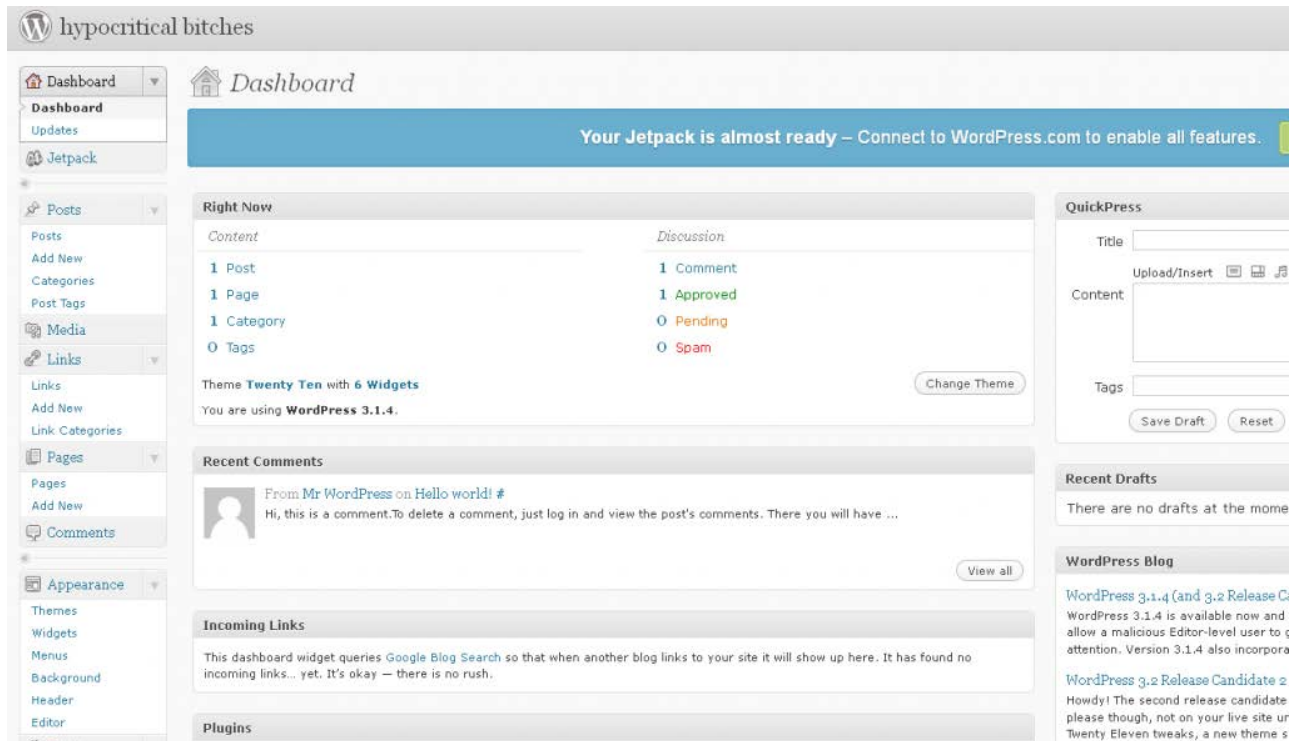 hypocritical bitches
Dashboard
Dashboard
Updates
Jetpack
Posts
Posts
Add New
Categories
Post Tags
Media
Links
Links
Add New
Link Categories
Pages
Pages
Add New
Comments
Appearance
Themes
Widgets
Menus
Background
Header
Editor
Dashboard
Your Jetpack is almost ready – Connect to WordPress.com to enable all features.
Right Now
Content
1 Post
1 Page
1 Category
0 Tags
Discussion
1 Comment
1 Approved
0 Pending
0 Spam
Theme Twenty Ten with 6 Widgets
Change Theme
You are using WordPress 3.1.4.
Recent Comments
From Mr WordPress on Hello world! #
Hi, this is a comment.To delete a comment, just log in and view the post's comments. There you will have ...
View all
Incoming Links
This dashboard widget queries Google Blog Search so that when another blog links to your site it will show up here. It has found no
incoming links... yet. It's okay — there is no rush.
Plugins
QuickPress
Title
Upload/Insert
Content
Tags
Save Draft
Reset
Recent Drafts
There are no drafts at the mome
WordPress Blog
WordPress 3.1.4 (and 3.2 Release Ca
WordPress 3.1.4 is available now and
allow a malicious Editor-level user to g
attention. Version 3.1.4 also incorpora
WordPress 3.2 Release Candidate 2
Howdy! The second release candidate
please though, not on your live site un
Twenty Eleven tweaks, a new theme s